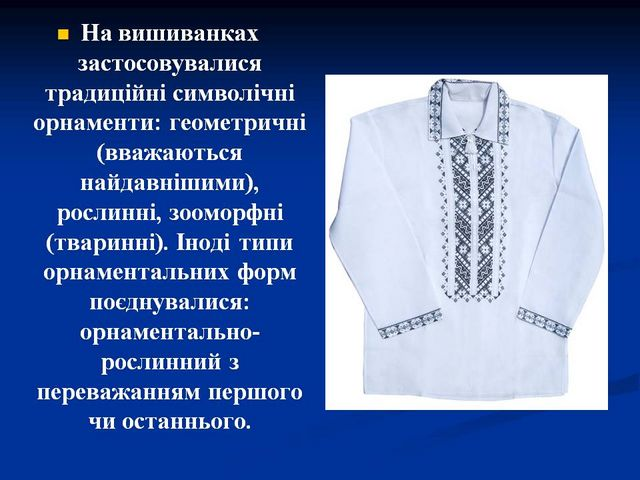 На вишиванках
застосовувалися
традиційні символічні
орнаменти: геометричні
(вважаються
найдавнішими),
рослинні, зооморфні
(тваринні). Іноді типи
орнаментальних форм
поєднувалися:
орнаментально-
рослинний з
переважанням першого
чи останнього.